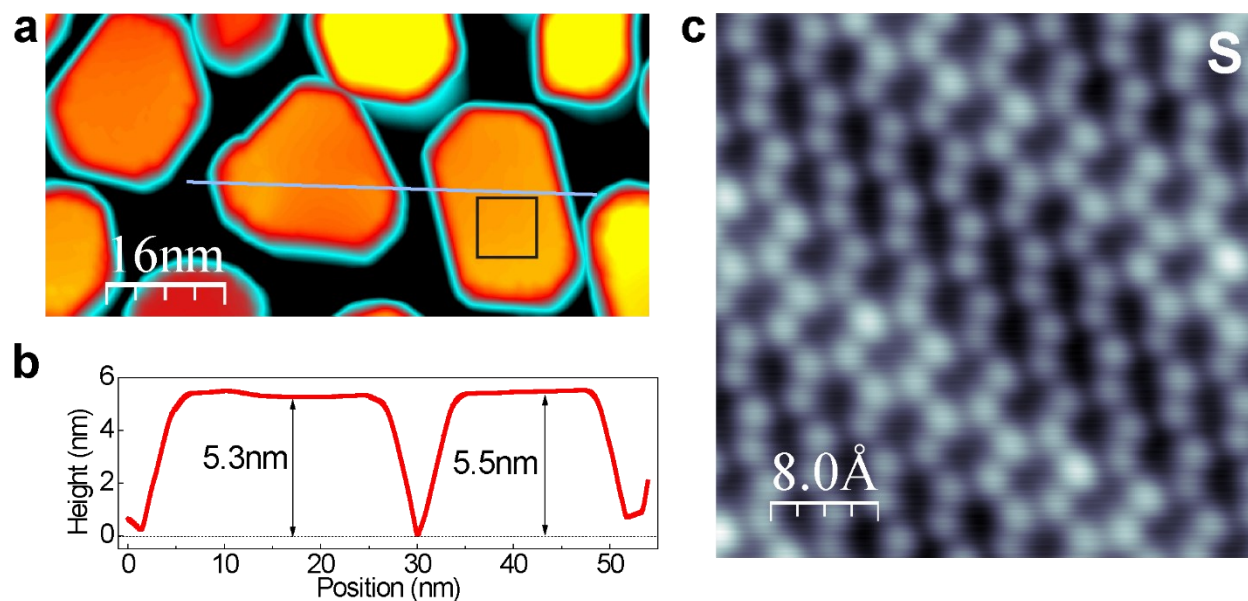 a
16nm
b
Height (nm)
6
4
2
0
5.3nm
5.5nm
0
10
20
30
40
50
Position (nm)
c
S
8.0Å